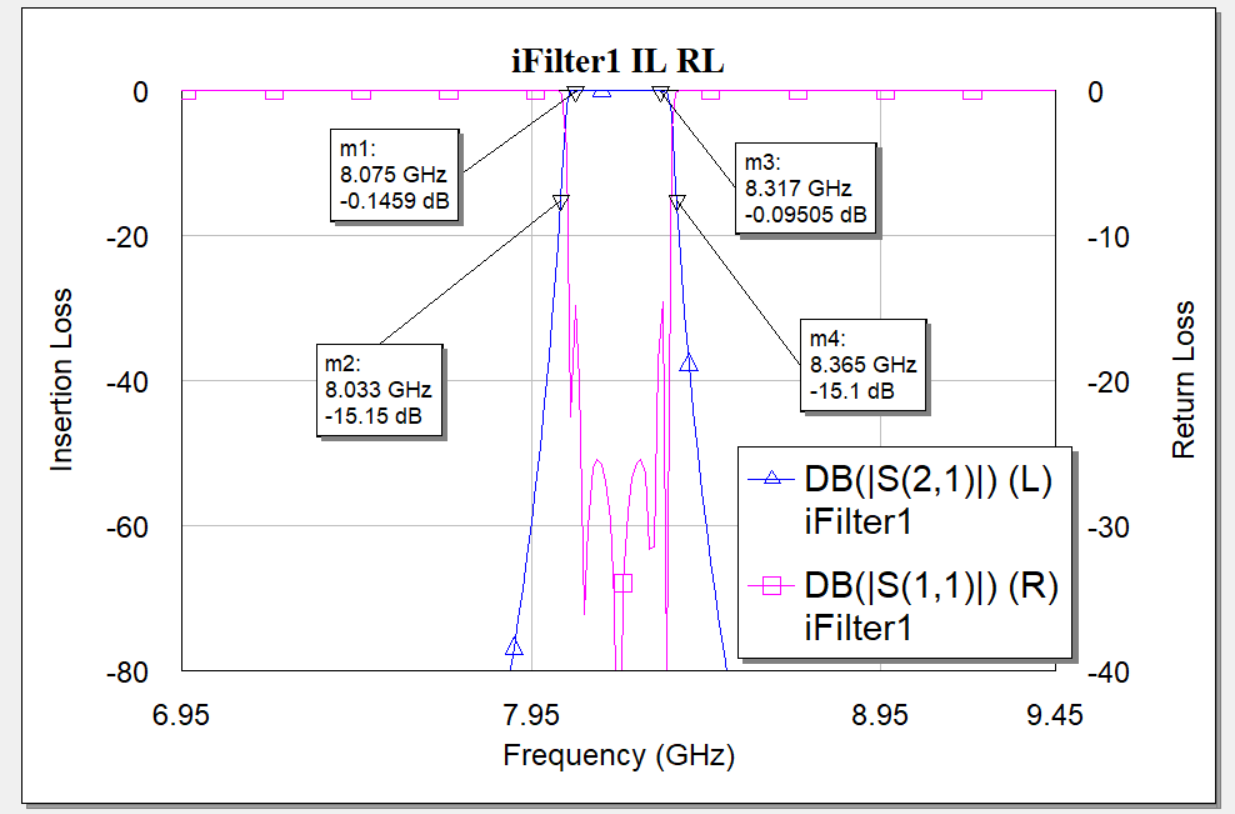 iFilter1 IL RL
0
-20
-40
-60
-80
Insertion Loss
0
-10
-20
-30
-40
Return Loss
m1:
8.075 GHz
-0.1459 dB
m3:
8.317 GHz
-0.09505 dB
m2:
8.033 GHz
-15.15 dB
m4:
8.365 GHz
-15.1 dB
DB(|S(2,1)|) (L)
iFilter1
DB(|S(1,1)|) (R)
iFilter1
6.95
7.95
8.95
9.45
Frequency (GHz)